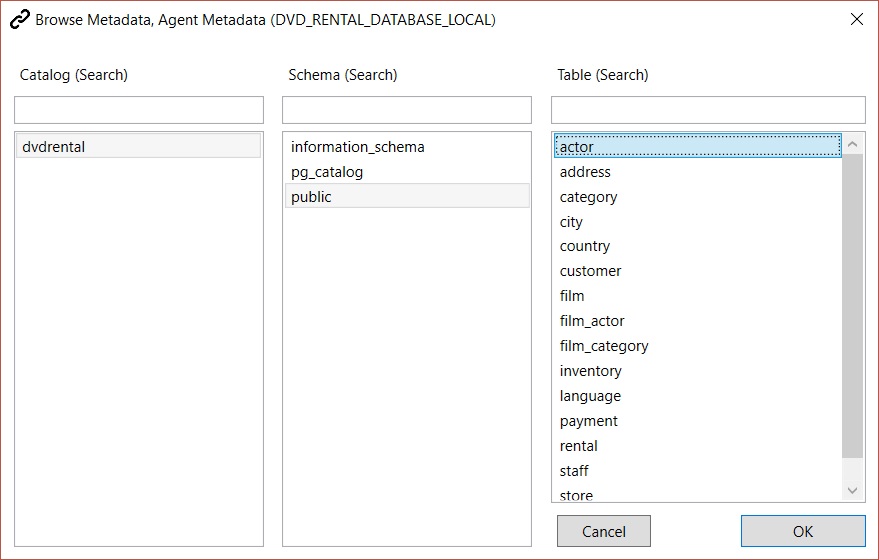 Browse Metadata, Agent Metadata (DVD_RENTAL_DATABASE_LOCAL)
Catalog (Search)
Schema (Search)
Table (Search)
dvdrental
information_schema
pg_catalog
public
actor
address
category
city
country
customer
film
film_actor
film_category
inventory
language
payment
rental
staff
store
Cancel
OK